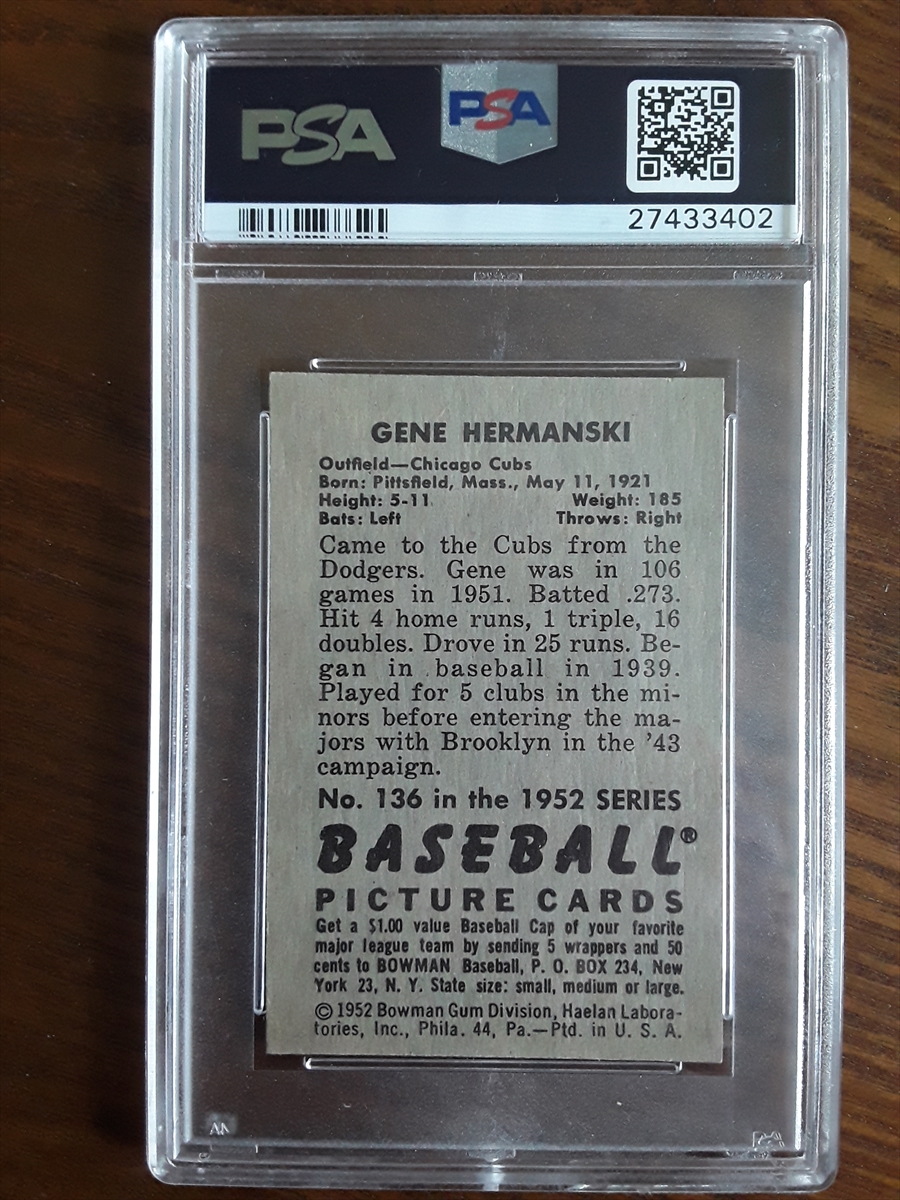 PSA PSA
27433402
GENE HERMANSKI
Outfield—Chicago Cubs
Born: Pittsfield, Mass., May 11, 1921
Height: 5-11 Weight: 185
Bats: Left Throws: Right
Came to the Cubs from the
Dodgers. Gene was in 106
games in 1951. Batted .273.
Hit 4 home runs, 1 triple, 16
doubles. Drove in 25 runs. Be-
gan in baseball in 1939.
Played for 5 clubs in the mi-
nors before entering the ma-
jors with Brooklyn in the '43
campaign.
No. 136 in the 1952 SERIES
BASEBALL®
PICTURE CARDS
Get a $1.00 value Baseball Cap of your favorite
major league team by sending 5 wrappers and 50
cents to BOWMAN Baseball, P. O. BOX 234, New
York 23, N. Y. State size: small, medium or large.
© 1952 Bowman Gum Division, Haelan Labora-
tories, Inc., Phila. 44, Pa.—Ptd. in U. S. A.